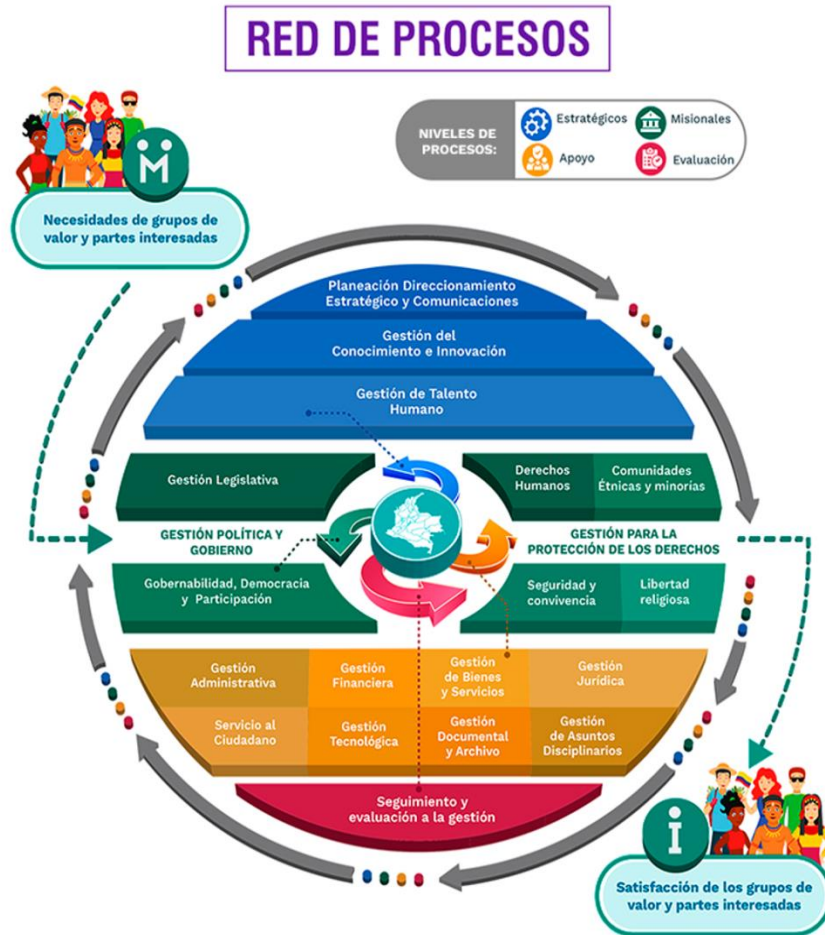 RED DE PROCESOS
NIVELES DE
PROCESOS:
Estratégicos
Misionales
Apoyo
Evaluación
M
Necesidades de grupos de
valor y partes interesadas
Planeación Direccionamiento
Estratégico y Comunicaciones
Gestión del
Conocimiento e Innovación
Gestión de Talento
Humano
Gestión Legislativa
Derechos
Humanos
Comunidades
Étnicas y minorías
GESTIÓN POLÍTICA Y
GOBIERNO
GESTIÓN PARA LA
PROTECCIÓN DE LOS DERECHOS
Gobernabilidad, Democracia
y Participación
Seguridad y
convivencia
Libertad
religiosa
Gestión
Administrativa
Gestión
Financiera
Gestión
de Bienes
y Servicios
Gestión
Jurídica
Servicio al
Ciudadano
Gestión
Tecnológica
Gestión
Documental
y Archivo
Gestión
de Asuntos
Disciplinarios
Seguimiento y
evaluación a la gestión
i
Satisfacción de los grupos de
valor y partes interesadas